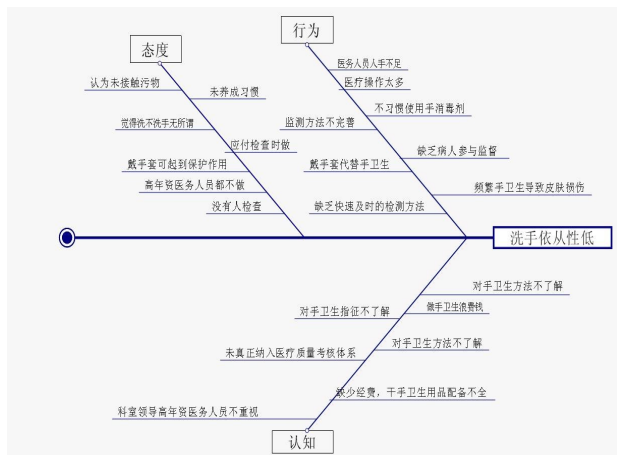 行为
态度
医务人员人手不足
认为未接触污物
医疗操作太多
未养成习惯
不习惯使用手消毒剂
觉得洗不洗手无所谓
监测方法不完善
应付检查时做
缺乏病人参与监督
戴手套可起到保护作用
戴手套代替手卫生
高年资医务人员都不做
频繁手卫生导致皮肤损伤
没有人检查
缺乏快速及时的检测方法
洗手依从性低
对手卫生方法不了解
对手卫生指征不了解
做手卫生浪费钱
对手卫生方法不了解
未真正纳入医疗质量考核体系
缺少经费，干手卫生用品配备不全
科室领导高年资医务人员不重视
认知